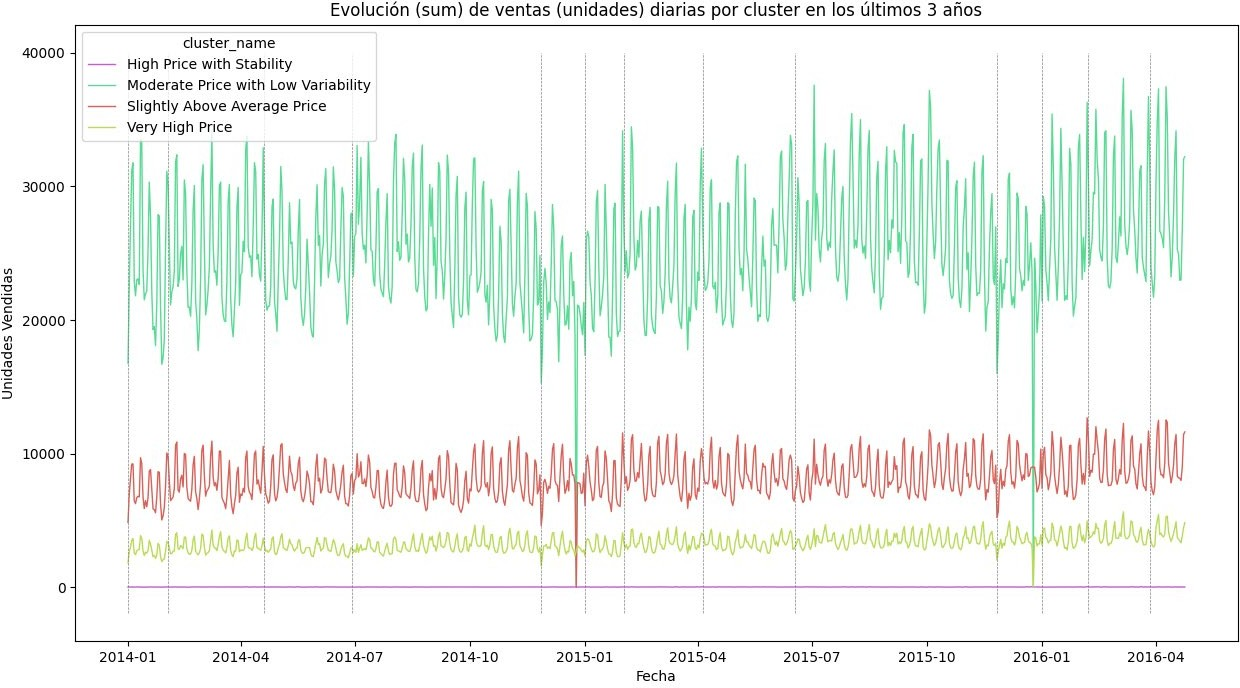 Evolución (sum) de ventas (unidades) diarias por cluster en los últimos 3 años
cluster_name
High Price with Stability
Moderate Price with Low Variability
Slightly Above Average Price
Very High Price
Unidades Vendidas
40000
30000
20000
10000
0
2014-01
2014-04
2014-07
2014-10
2015-01
2015-04
2015-07
2015-10
2016-01
2016-04
Fecha